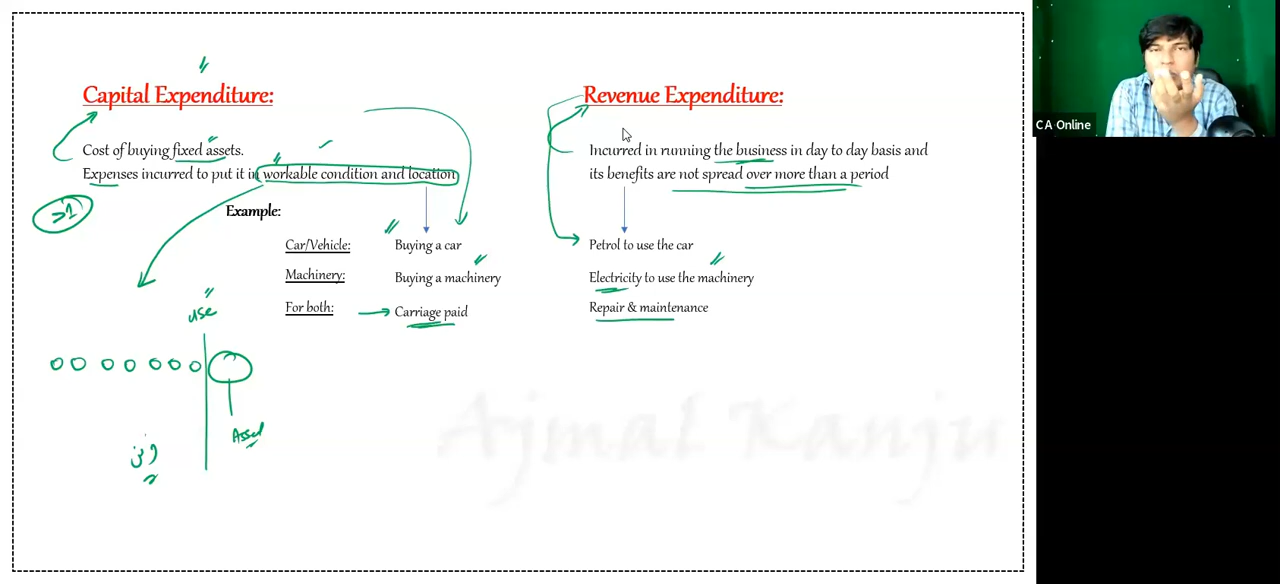 Capital Expenditure:
Cost of buying fixed assets.
Expenses incurred to put it in workable condition and location
>1
Example:
Car/Vehicle: Buying a car
Machinery: Buying a machinery
For both: Carriage paid
use
Asset
Revenue Expenditure:
Incurred in running the business in day to day basis and
its benefits are not spread over more than a period
Petrol to use the car
Electricity to use the machinery
Repair & maintenance
Ajmal Kanju
CA Online